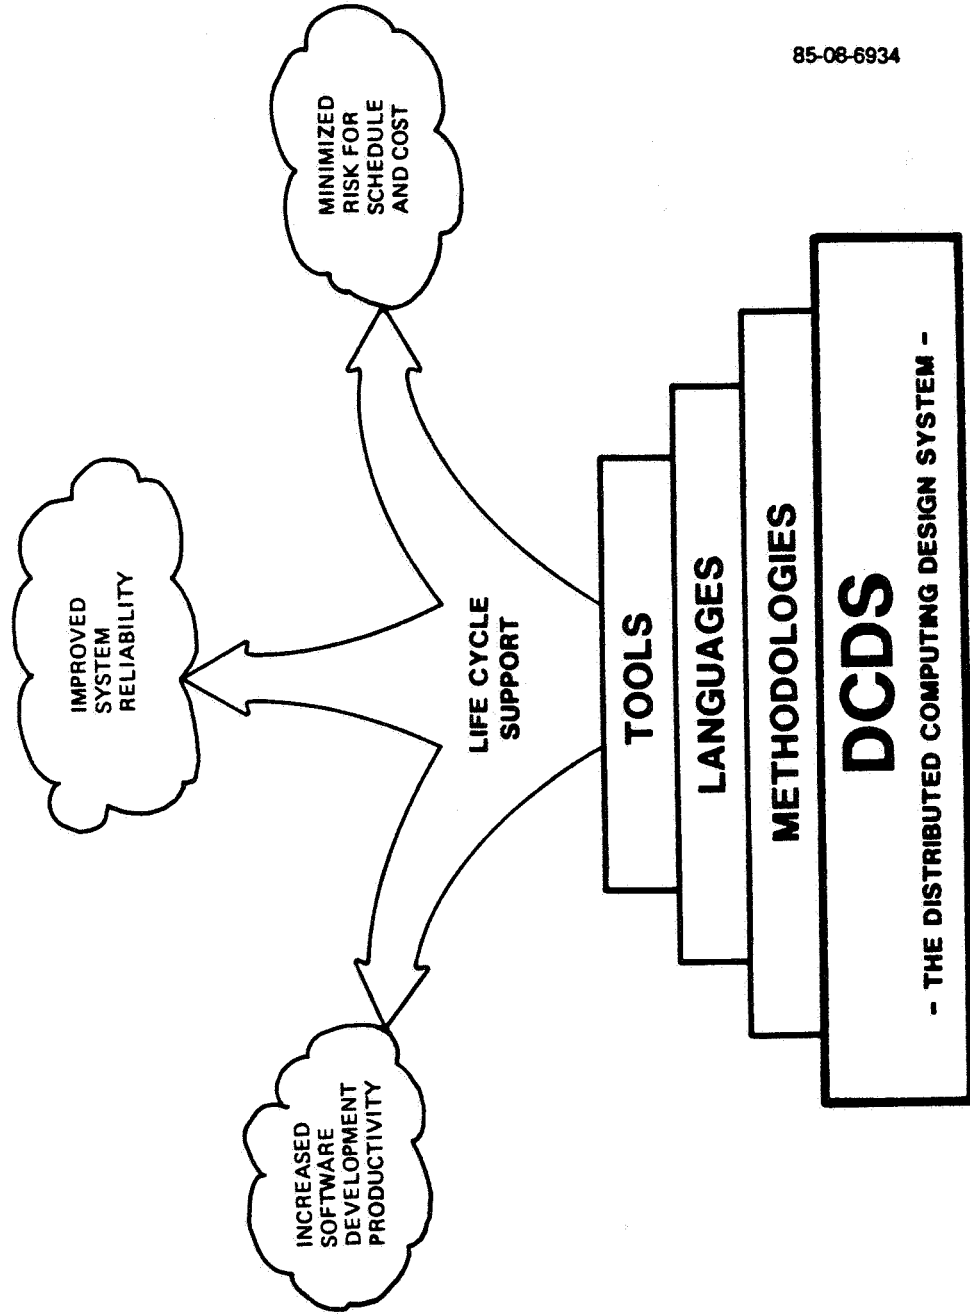 IMPROVED
SYSTEM
RELIABILITY
INCREASED
SOFTWARE
DEVELOPMENT
PRODUCTIVITY
MINIMIZED
RISK FOR
SCHEDULE
AND COST
LIFE CYCLE
SUPPORT
TOOLS
LANGUAGES
METHODOLOGIES
DCDS
- THE DISTRIBUTED COMPUTING DESIGN SYSTEM -
85-08-6934